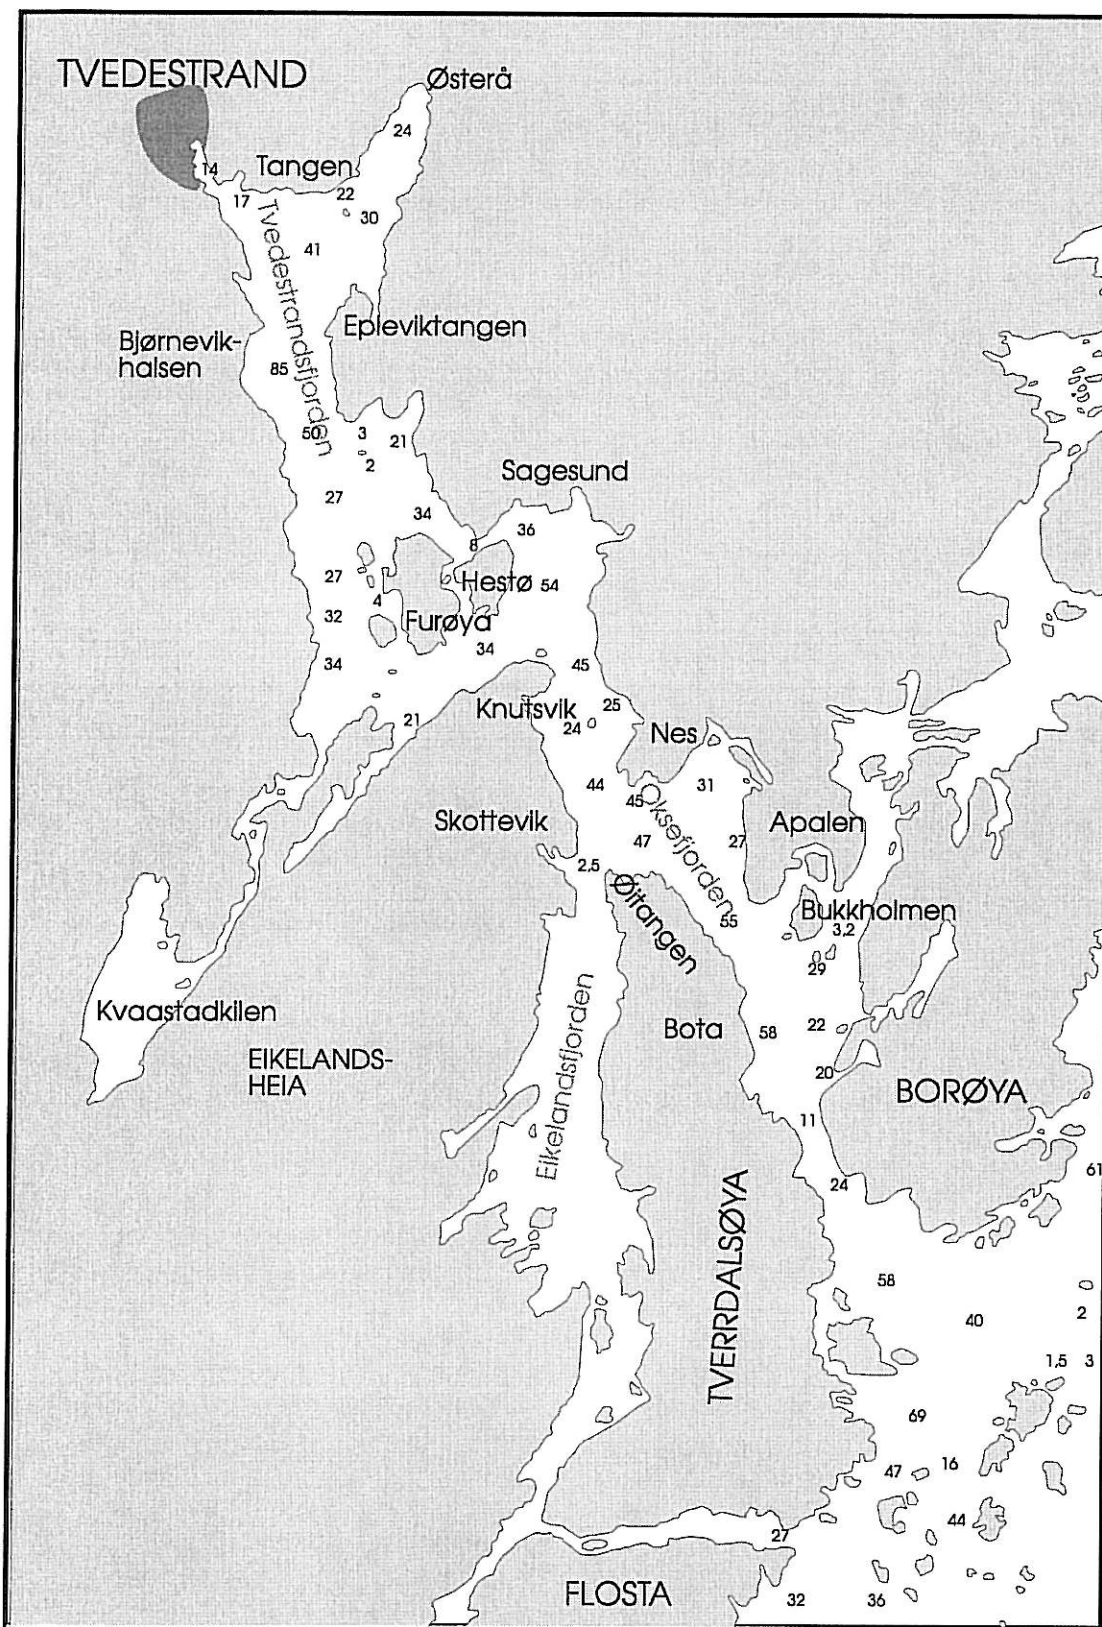 TVEDESTRAND
Østerå
24
14
Tangen
17
22
30
Tvedestrandsfjorden
41
Epleviktangen
Bjørnevik-
halsen
85
50
3
21
2
Sagesund
27
34
36
8
27
Hestø
54
4
32
Furøya
34
34
45
21
Knutsvik
25
24
Nes
44
31
45
Oksefjorden
Skottevik
Apalen
47
27
2,5
Øitangen
55
Bukkholmen
3,2
29
Kvaastadkilen
Eikelandsfjorden
Bota
58
22
EIKELANDS-
HEIA
20
BORØYA
11
61
24
TVERRDALSØYA
58
40
2
1,5
3
69
47
16
44
27
FLOSTA
32
36